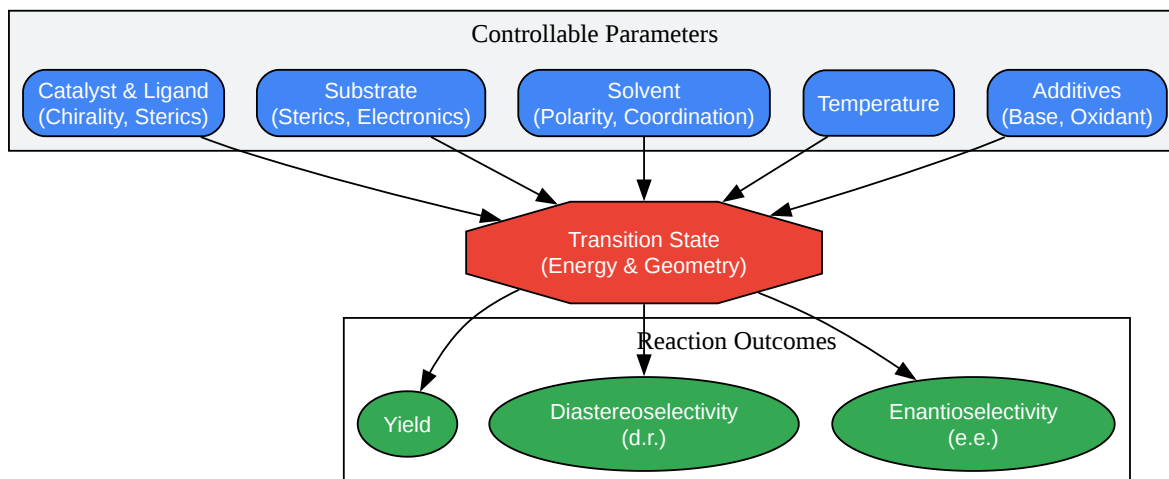 Controllable Parameters
Catalyst & Ligand
(Chirality, Sterics)
Substrate
(Sterics, Electronics)
Solvent
(Polarity, Coordination)
Temperature
Additives
(Base, Oxidant)
Transition State
(Energy & Geometry)
Reaction Outcomes
Yield
Diastereoselectivity
(d.r.)
Enantioselectivity
(e.e.)